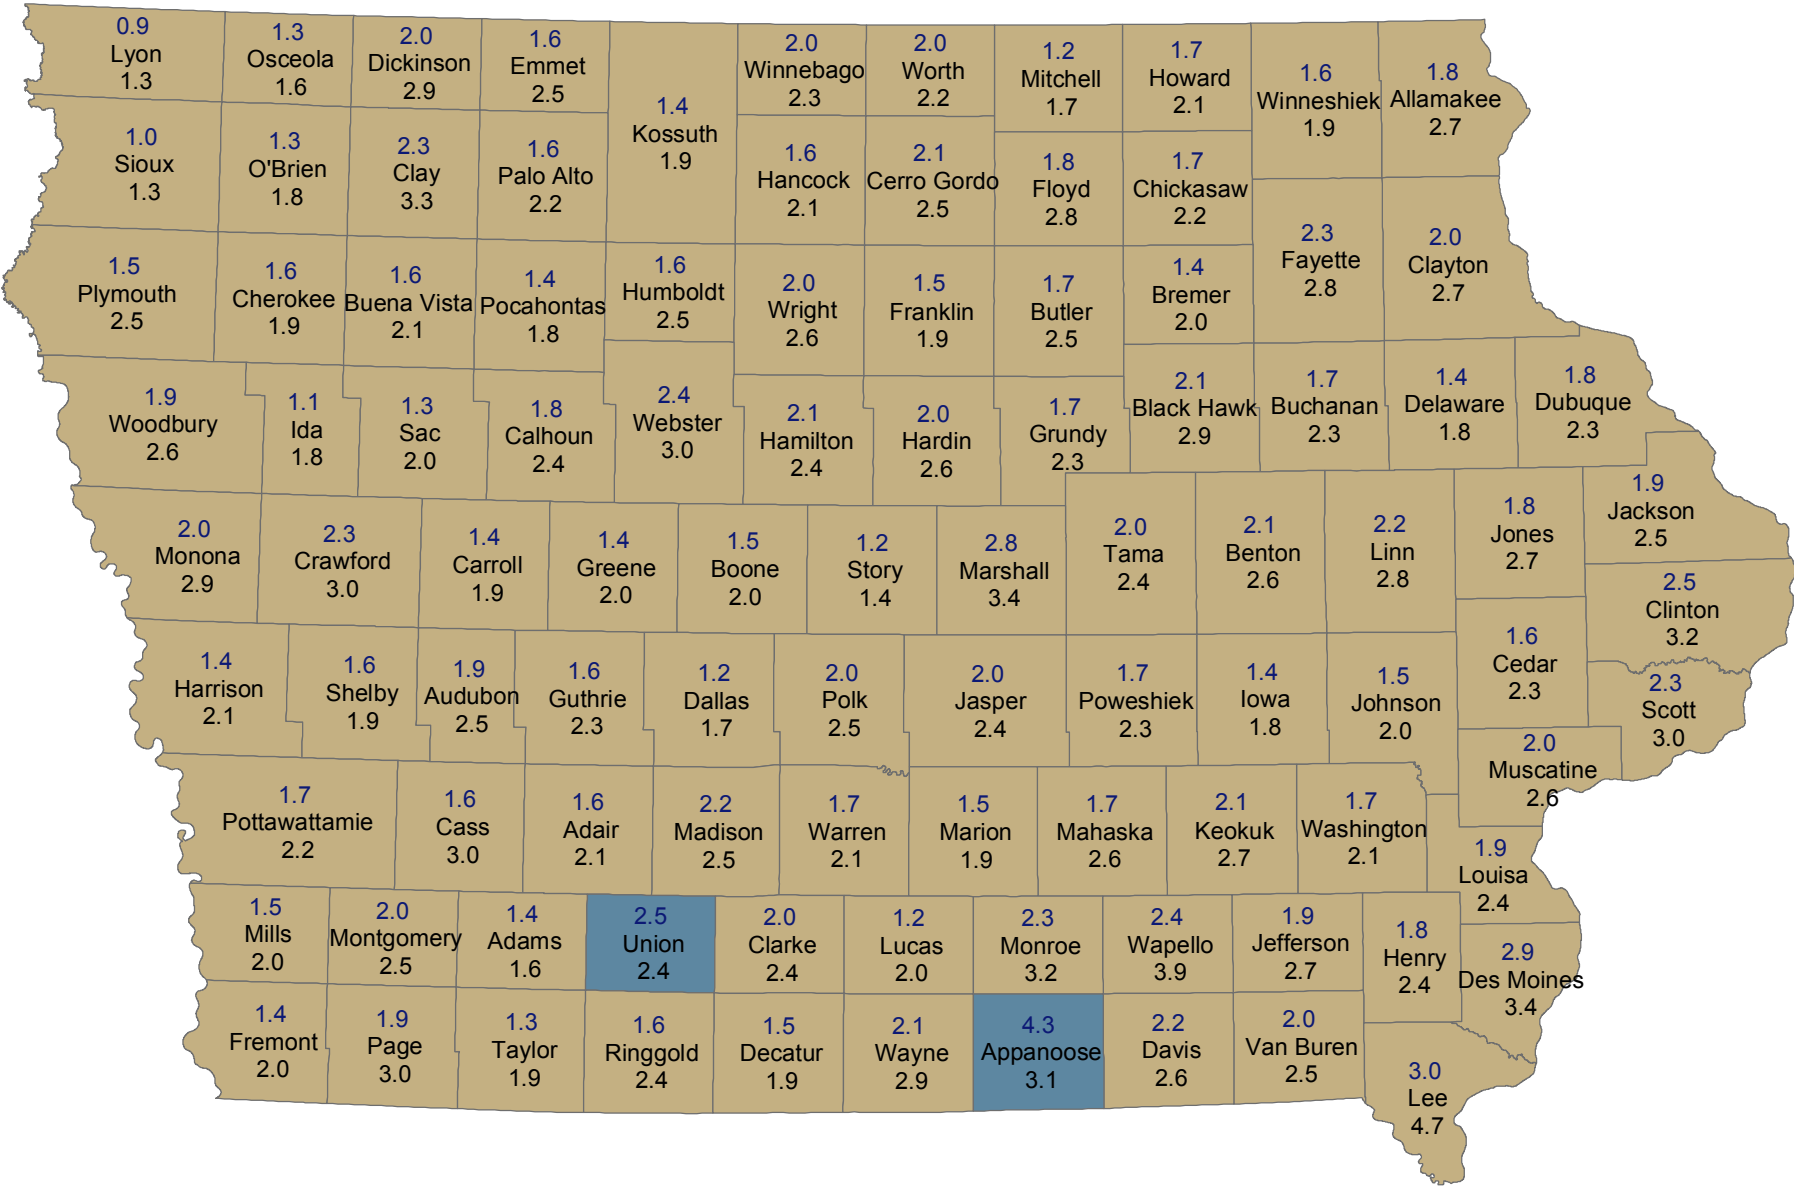 0.9
Lyon
1.3
1.3
Osceola
1.6
2.0
Dickinson
2.9
1.6
Emmet
2.5
1.4
Kossuth
1.9
2.0
Winnebago
2.3
2.0
Worth
2.2
1.2
Mitchell
1.7
1.7
Howard
2.1
1.6
Winneshiek
1.9
1.8
Allamakee
2.7
1.0
Sioux
1.3
1.3
O'Brien
1.8
2.3
Clay
3.3
1.6
Palo Alto
2.2
1.6
Hancock
2.1
2.1
Cerro Gordo
2.5
1.8
Floyd
2.8
1.7
Chickasaw
2.2
2.3
Fayette
2.8
2.0
Clayton
2.7
1.5
Plymouth
2.5
1.6
Cherokee
1.9
1.6
Buena Vista
2.1
1.4
Pocahontas
1.8
1.6
Humboldt
2.5
2.0
Wright
2.6
1.5
Franklin
1.9
1.7
Butler
2.5
1.4
Bremer
2.0
1.9
Woodbury
2.6
1.1
Ida
1.8
1.3
Sac
2.0
1.8
Calhoun
2.4
2.4
Webster
3.0
2.1
Hamilton
2.4
2.0
Hardin
2.6
1.7
Grundy
2.3
2.1
Black Hawk
2.9
1.7
Buchanan
2.3
1.4
Delaware
1.8
1.8
Dubuque
2.3
2.0
Monona
2.9
2.3
Crawford
3.0
1.4
Carroll
1.9
1.4
Greene
2.0
1.5
Boone
2.0
1.2
Story
1.4
2.8
Marshall
3.4
2.0
Tama
2.4
2.1
Benton
2.6
2.2
Linn
2.8
1.8
Jones
2.7
1.9
Jackson
2.5
2.5
Clinton
3.2
1.4
Harrison
2.1
1.6
Shelby
1.9
1.9
Audubon
2.5
1.6
Guthrie
2.3
1.2
Dallas
1.7
2.0
Polk
2.5
2.0
Jasper
2.4
1.7
Poweshiek
2.3
1.4
Iowa
1.8
1.5
Johnson
2.0
1.6
Cedar
2.3
2.3
Scott
3.0
2.0
Muscatine
2.6
1.7
Pottawattamie
2.2
1.6
Cass
3.0
1.6
Adair
2.1
2.2
Madison
2.5
1.7
Warren
2.1
1.5
Marion
1.9
1.7
Mahaska
2.6
2.1
Keokuk
2.7
1.7
Washington
2.1
1.9
Louisa
2.4
1.5
Mills
2.0
2.0
Montgomery
2.5
1.4
Adams
1.6
2.5
Union
2.4
2.0
Clarke
2.4
1.2
Lucas
2.0
2.3
Monroe
3.2
2.4
Wapello
3.9
1.9
Jefferson
2.7
1.8
Henry
2.4
2.9
Des Moines
3.4
1.4
Fremont
2.0
1.9
Page
3.0
1.3
Taylor
1.9
1.6
Ringgold
2.4
1.5
Decatur
1.9
2.1
Wayne
2.9
4.3
Appanoose
3.1
2.2
Davis
2.6
2.0
Van Buren
2.5
3.0
Lee
4.7